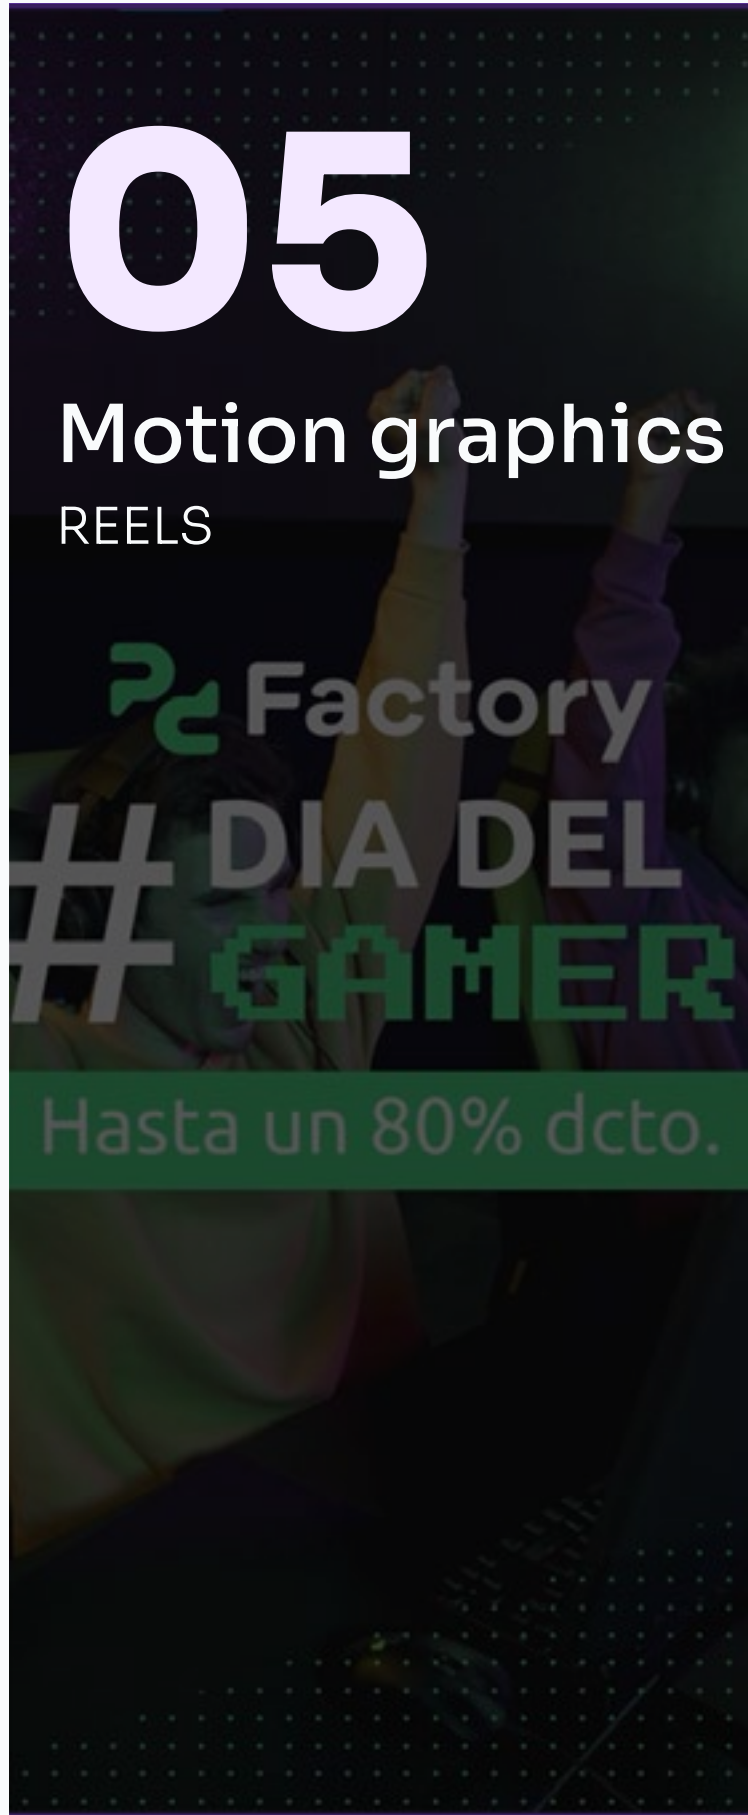 05
Motion graphics
REELS
Pc Factory
# DIA DEL
GAMER
Hasta un 80% dcto.